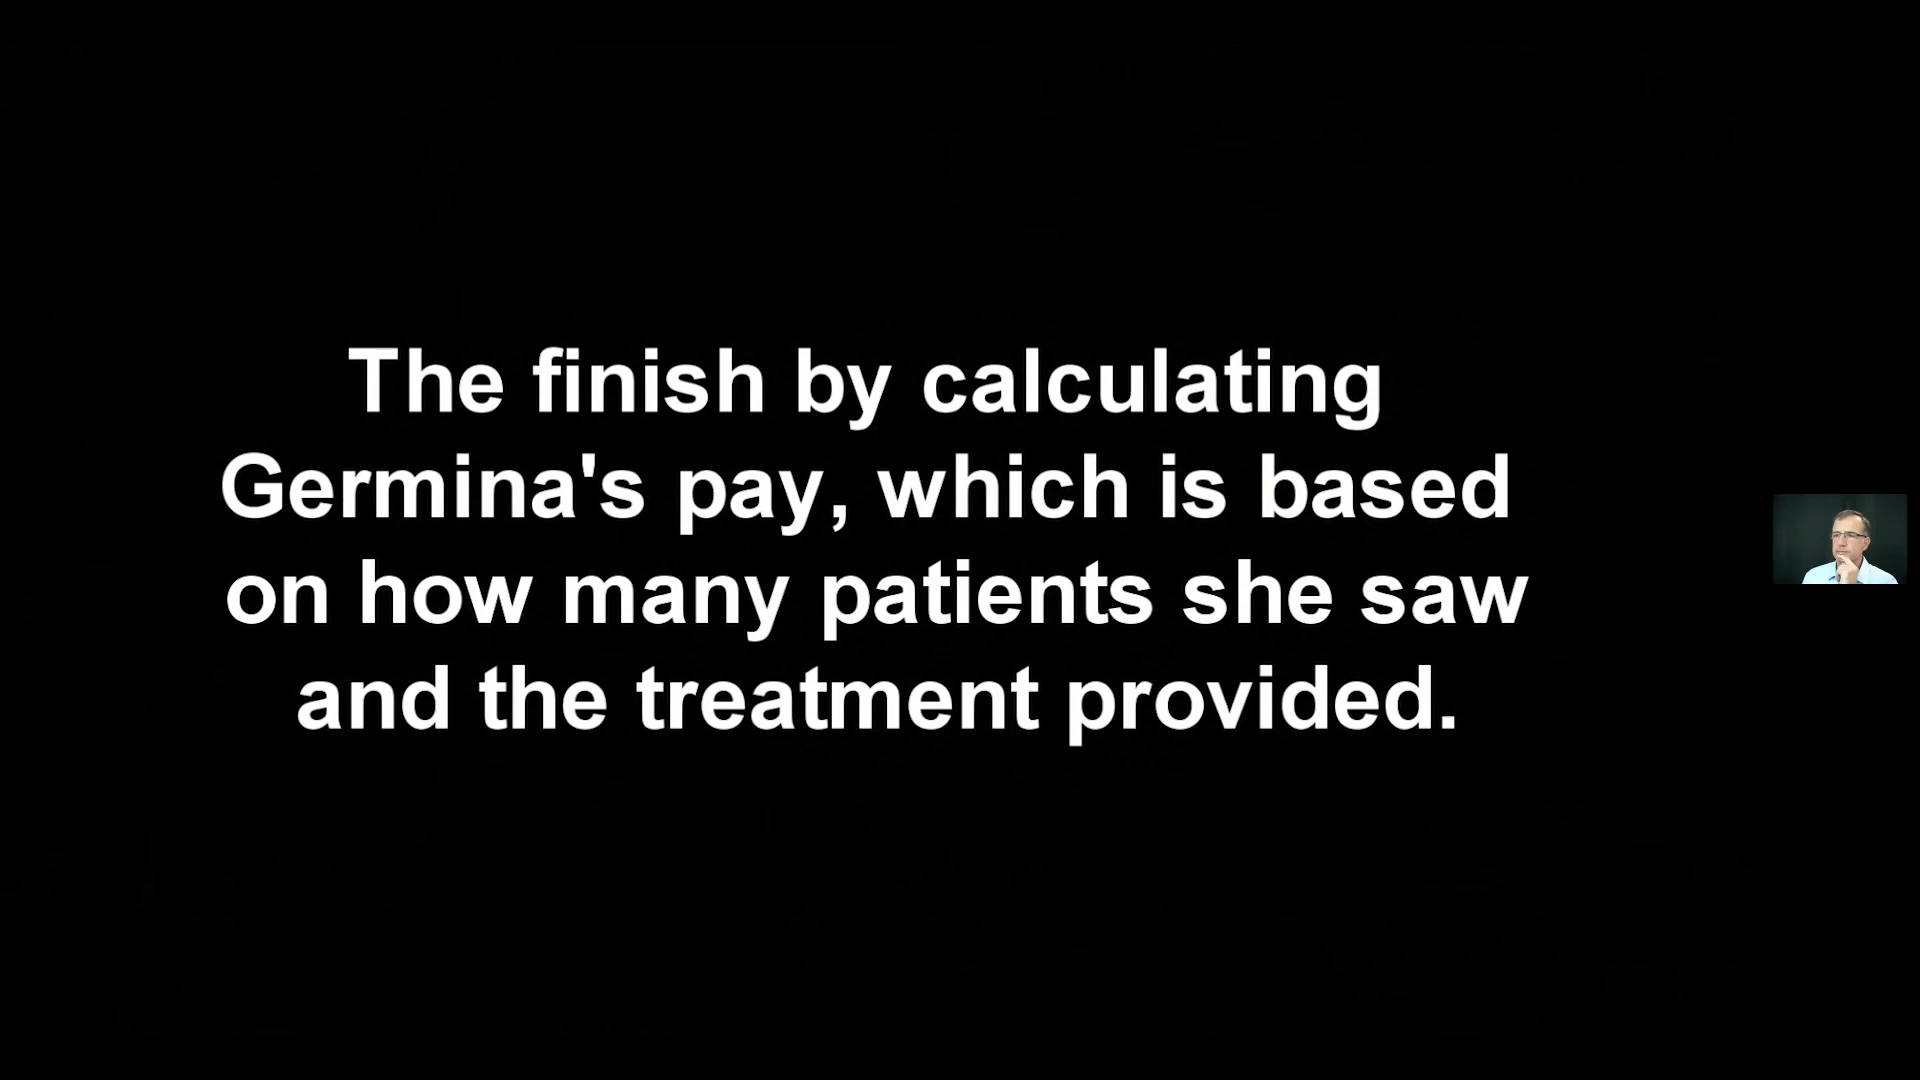 The finish by calculating
Germina's pay, which is based
on how many patients she saw
and the treatment provided.